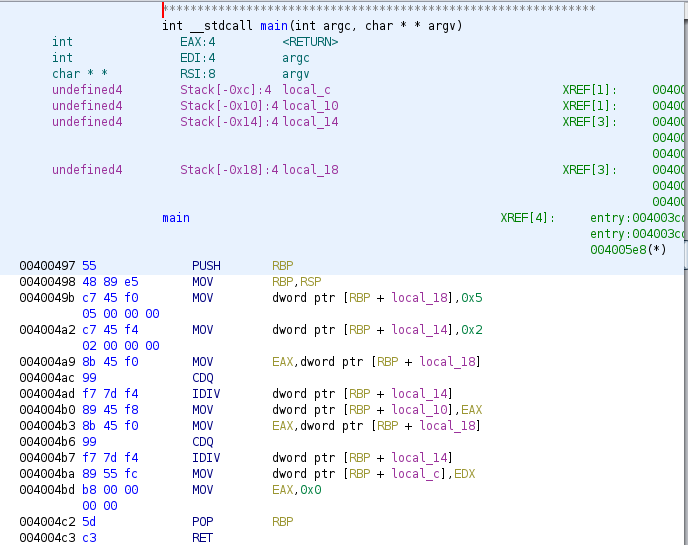 **************************************************************
int __stdcall main(int argc, char * * argv)
int EAX:4 <RETURN>
int EDI:4 argc
char * * RSI:8 argv
undefined4 Stack[-0xc]:4 local_c XREF[1]: 00400
undefined4 Stack[-0x10]:4 local_10 XREF[1]: 00400
undefined4 Stack[-0x14]:4 local_14 XREF[3]: 00400
00400
00400
undefined4 Stack[-0x18]:4 local_18 XREF[3]: 00400
00400
00400
main XREF[4]: entry:004003cc
entry:004003cc
004005e8(*)
00400497 55 PUSH RBP
00400498 48 89 e5 MOV RBP,RSP
0040049b c7 45 f0 MOV dword ptr [RBP + local_18],0x5
05 00 00 00
004004a2 c7 45 f4 MOV dword ptr [RBP + local_14],0x2
02 00 00 00
004004a9 8b 45 f0 MOV EAX,dword ptr [RBP + local_18]
004004ac 99 CDQ
004004ad f7 7d f4 IDIV dword ptr [RBP + local_14]
004004b0 89 45 f8 MOV dword ptr [RBP + local_10],EAX
004004b3 8b 45 f0 MOV EAX,dword ptr [RBP + local_18]
004004b6 99 CDQ
004004b7 f7 7d f4 IDIV dword ptr [RBP + local_14]
004004ba 89 55 fc MOV dword ptr [RBP + local_c],EDX
004004bd b8 00 00 MOV EAX,0x0
00 00
004004c2 5d POP RBP
004004c3 c3 RET